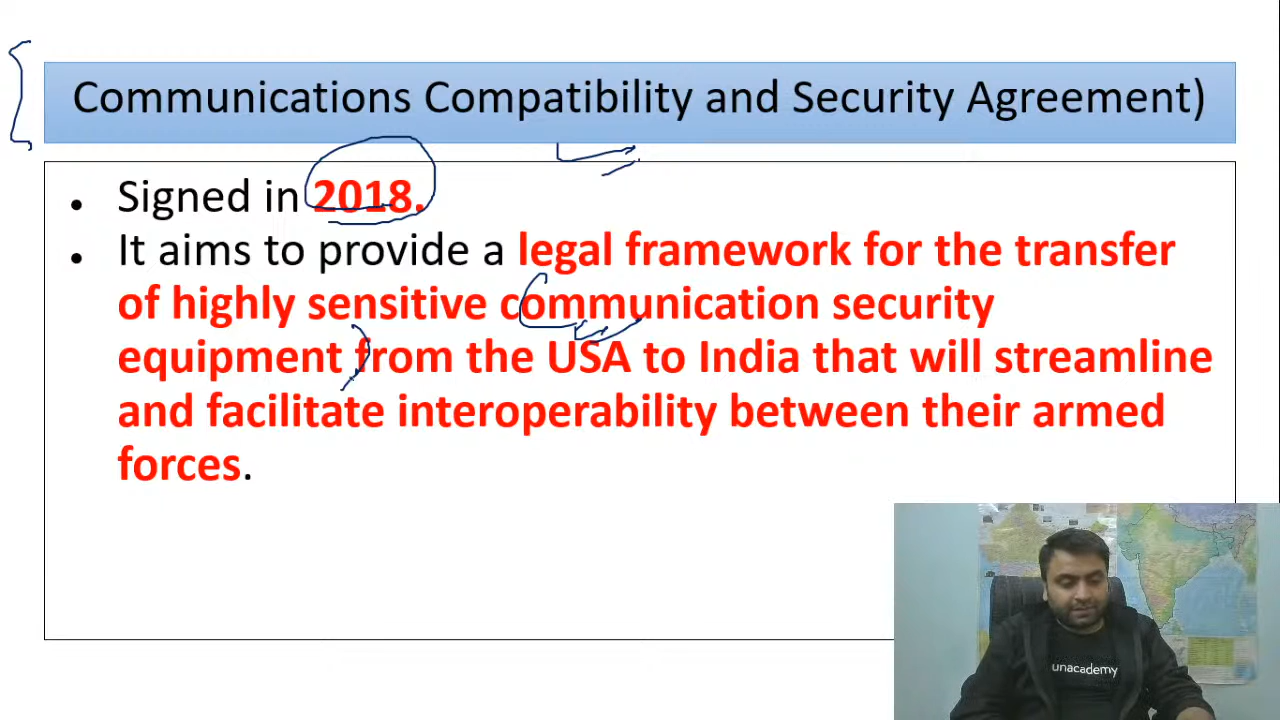 Communications Compatibility and Security Agreement)
• Signed in 2018.
• It aims to provide a legal framework for the transfer
of highly sensitive communication security
equipment from the USA to India that will streamline
and facilitate interoperability between their armed
forces.
unacademy